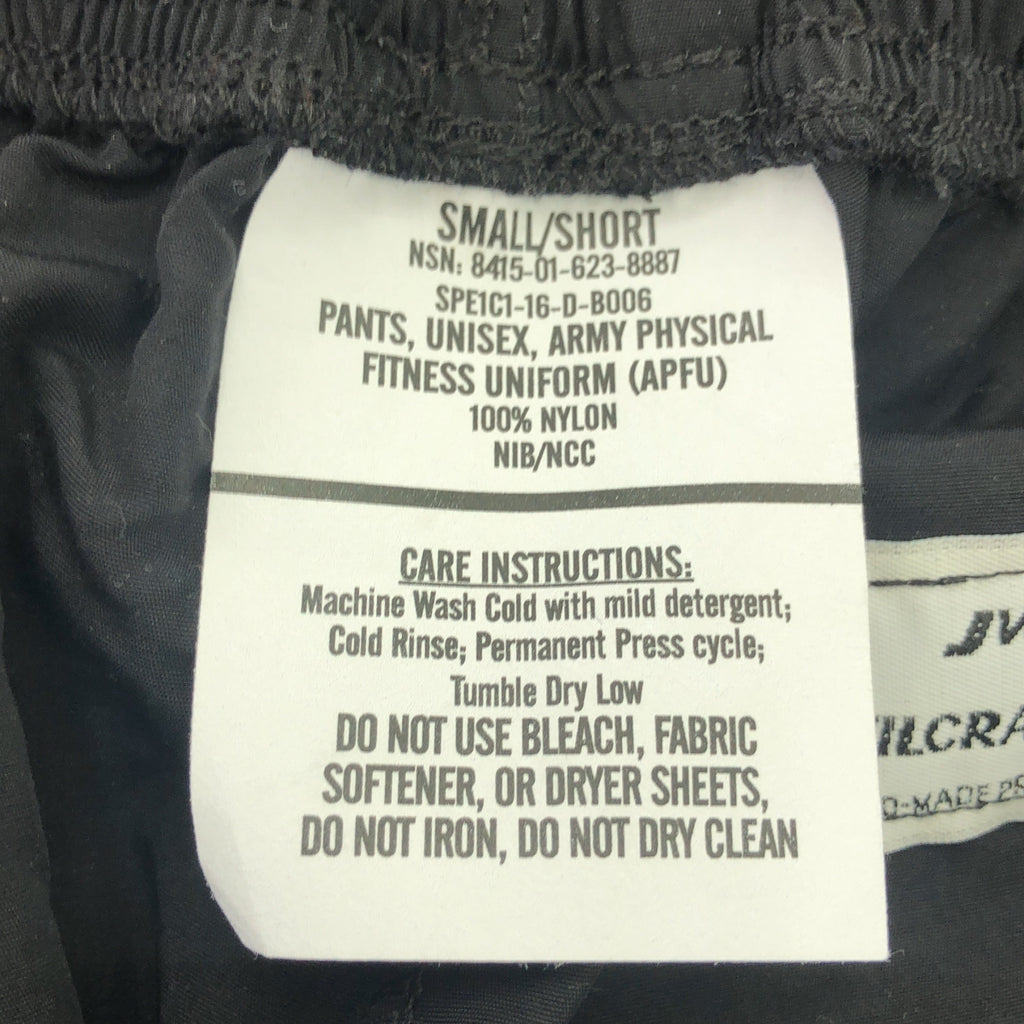 SMALL/SHORT
NSN: 8415-01-623-8887
SPE1C1-16-D-B006
PANTS, UNISEX, ARMY PHYSICAL
FITNESS UNIFORM (APFU)
100% NYLON
NIB/NCC
CARE INSTRUCTIONS:
Machine Wash Cold with mild detergent;
Cold Rinse; Permanent Press cycle;
Tumble Dry Low
DO NOT USE BLEACH, FABRIC
SOFTENER, OR DRYER SHEETS,
DO NOT IRON, DO NOT DRY CLEAN